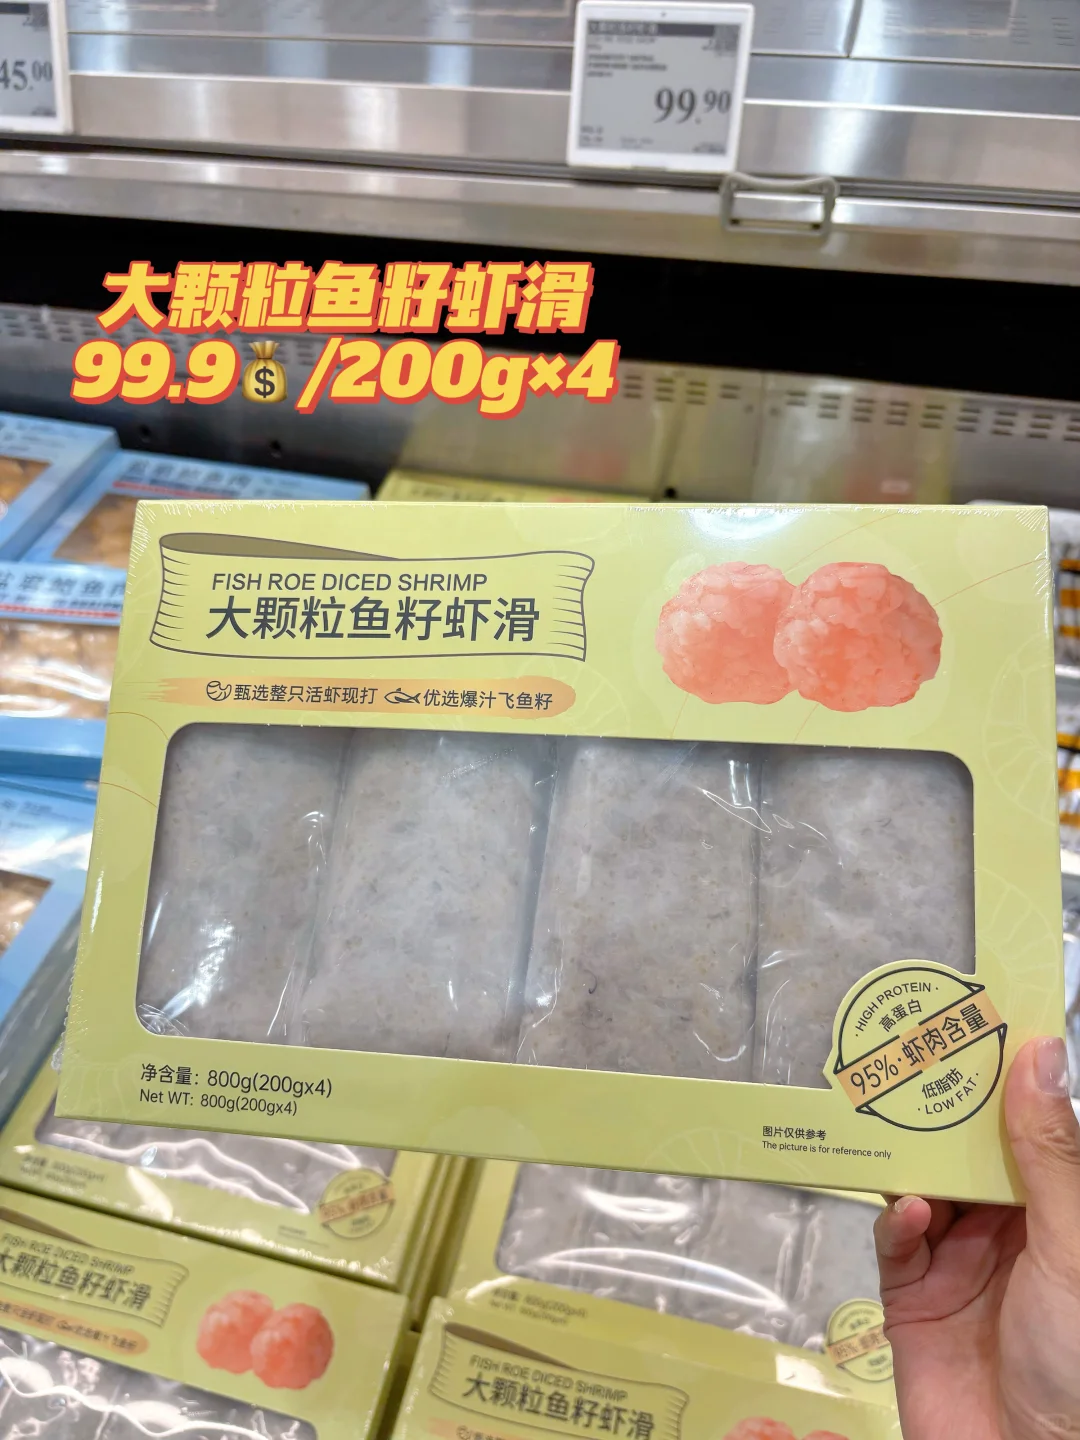 45.00
99.90
大颗粒鱼籽虾滑
99.9💰/200g×4
FISH ROE DICED SHRIMP
大颗粒鱼籽虾滑
甄选整只活虾现打 优选爆汁飞鱼籽
· HIGH PROTEIN ·
高蛋白
95%·虾肉含量
低脂肪
· LOW FAT ·
净含量：800g(200gx4)
Net WT: 800g(200gx4)
图片仅供参考
The picture is for reference only
FISH ROE DICED SHRIMP
大颗粒鱼籽虾滑
FISH ROE DICED SHRIMP
大颗粒鱼籽虾滑